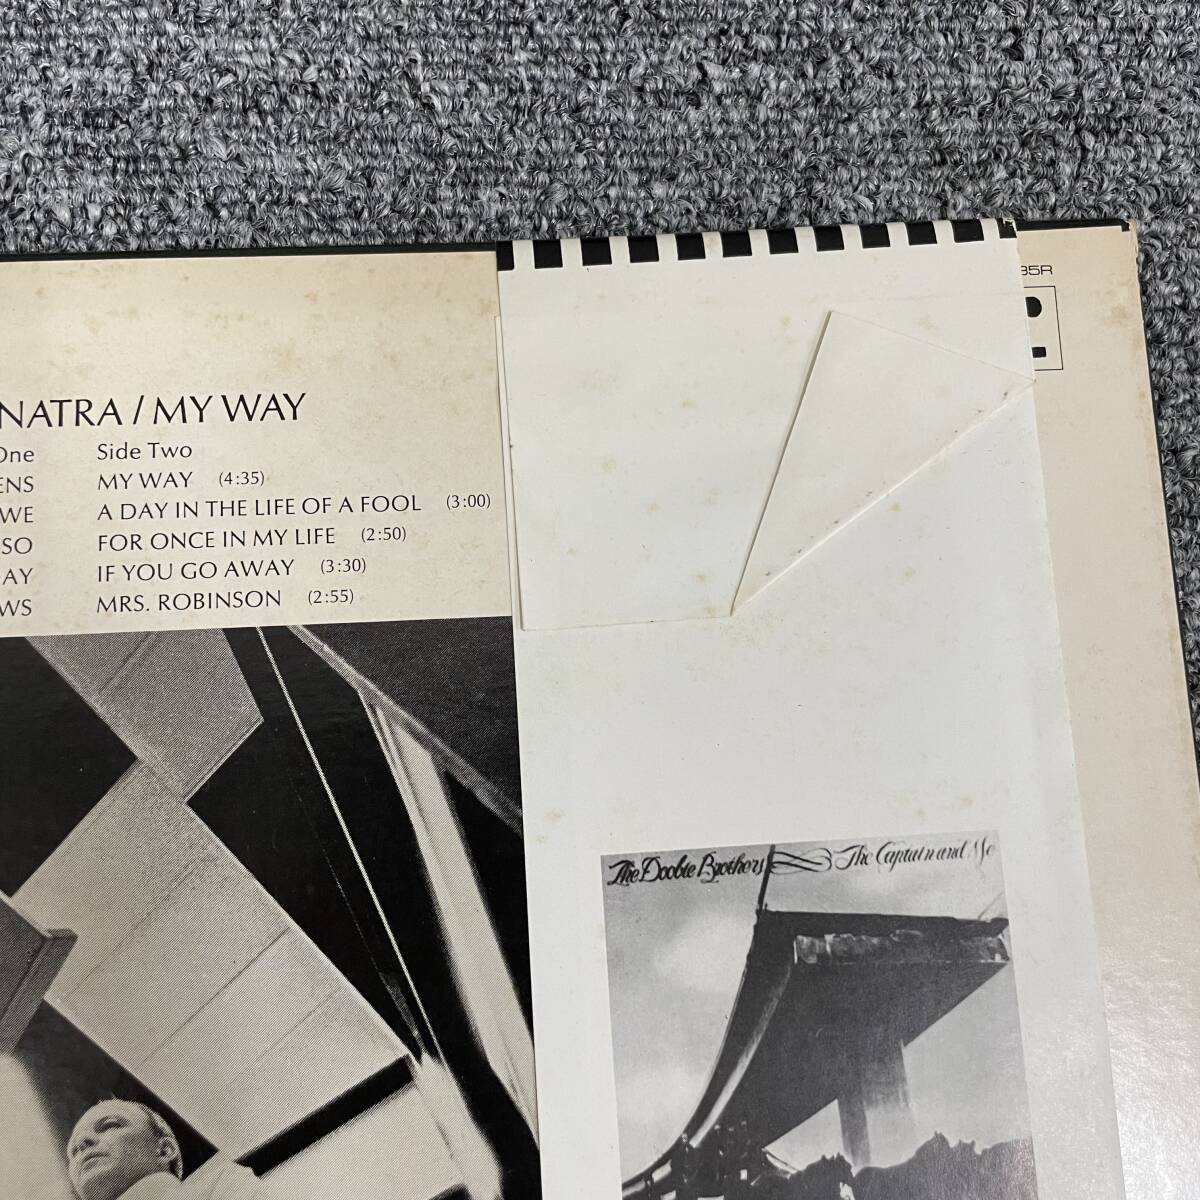 NATRA / MY WAY
One
ENS
WE
SO
AY
WS
Side Two
MY WAY (4:35)
A DAY IN THE LIFE OF A FOOL (3:00)
FOR ONCE IN MY LIFE (2:50)
IF YOU GO AWAY (3:30)
MRS. ROBINSON (2:55)
35R
The Doobie Brothers The Captain and Me